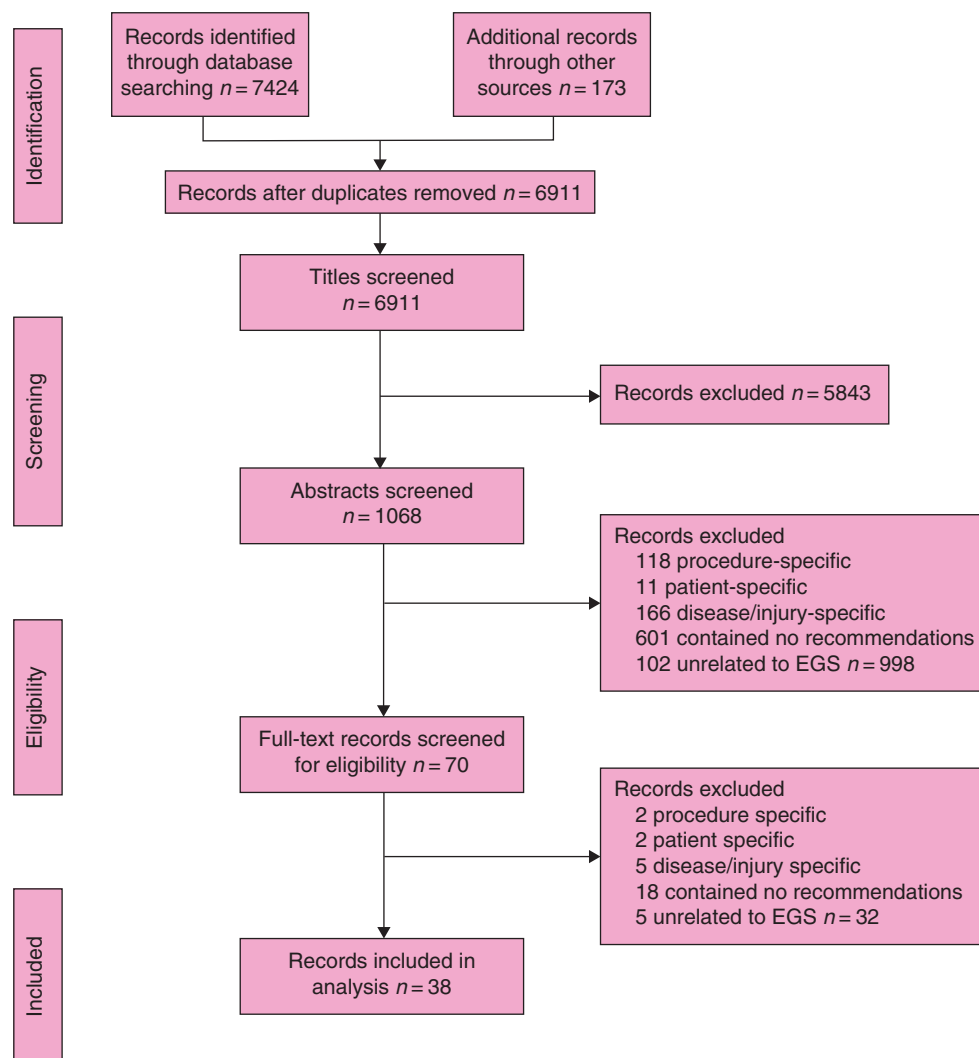 Identification
Records identified
through database
searching n = 7424
Additional records
through other
sources n = 173
Records after duplicates removed n = 6911
Titles screened
n = 6911
Screening
Records excluded n = 5843
Abstracts screened
n = 1068
Records excluded
118 procedure-specific
11 patient-specific
166 disease/injury-specific
601 contained no recommendations
102 unrelated to EGS n = 998
Eligibility
Full-text records screened
for eligibility n = 70
Records excluded
2 procedure specific
2 patient specific
5 disease/injury specific
18 contained no recommendations
5 unrelated to EGS n = 32
Included
Records included in
analysis n = 38